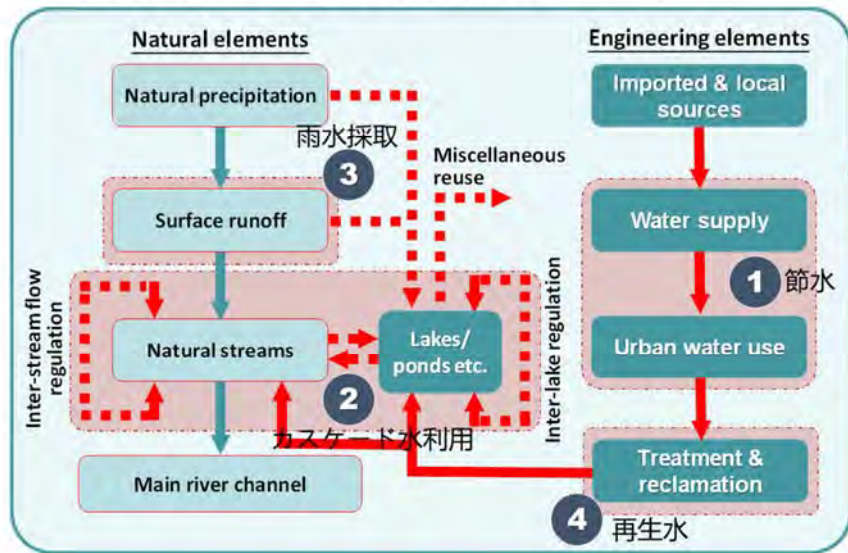 Natural elements
Engineering elements
Natural precipitation
Imported & local
sources
雨水採取
3
Miscellaneous
reuse
Surface runoff
Water supply
1
節水
Inter-stream flow
regulation
Natural streams
Lakes/
ponds etc.
Inter-lake regulation
Urban water use
2
カスケード水利用
Main river channel
Treatment &
reclamation
4
再生水